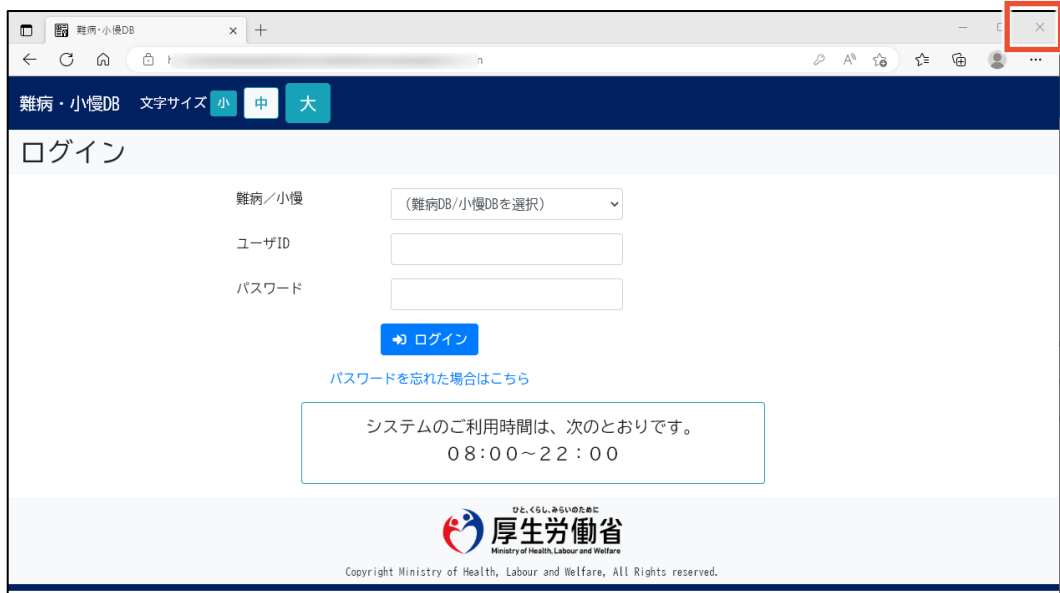 難病・小慢DB
難病・小慢DB 文字サイズ 小 中 大
ログイン
難病／小慢 (難病DB/小慢DBを選択)
ユーザID
パスワード
ログイン
パスワードを忘れた場合はこちら
システムのご利用時間は、次のとおりです。
０８:００～２２：００
ひと、くらし、みらいのために
厚生労働省
Ministry of Health, Labour and Welfare
Copyright Ministry of Health, Labour and Welfare, All Rights reserved.